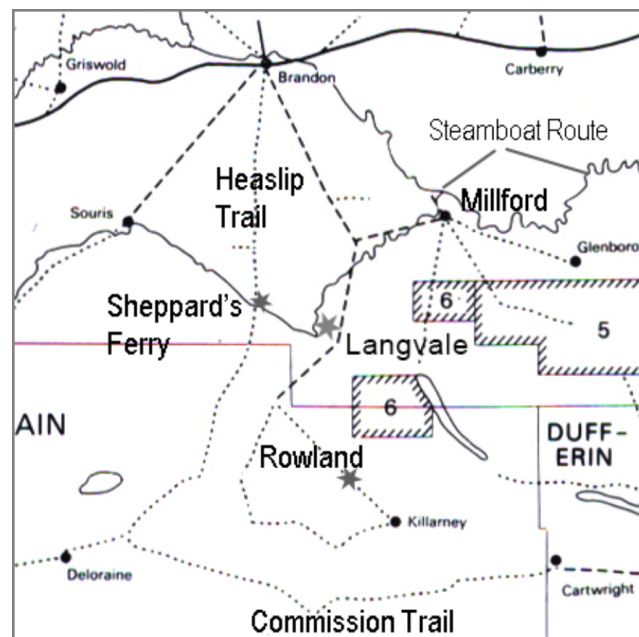 Griswold
Brandon
Carberry
Steamboat Route
Heaslip
Trail
Millford
Souris
Glenboro
Sheppard's
Ferry
6
5
Langvale
6
AIN
DUFF-
ERIN
Rowland
Killarney
Deloraine
Cartwright
Commission Trail